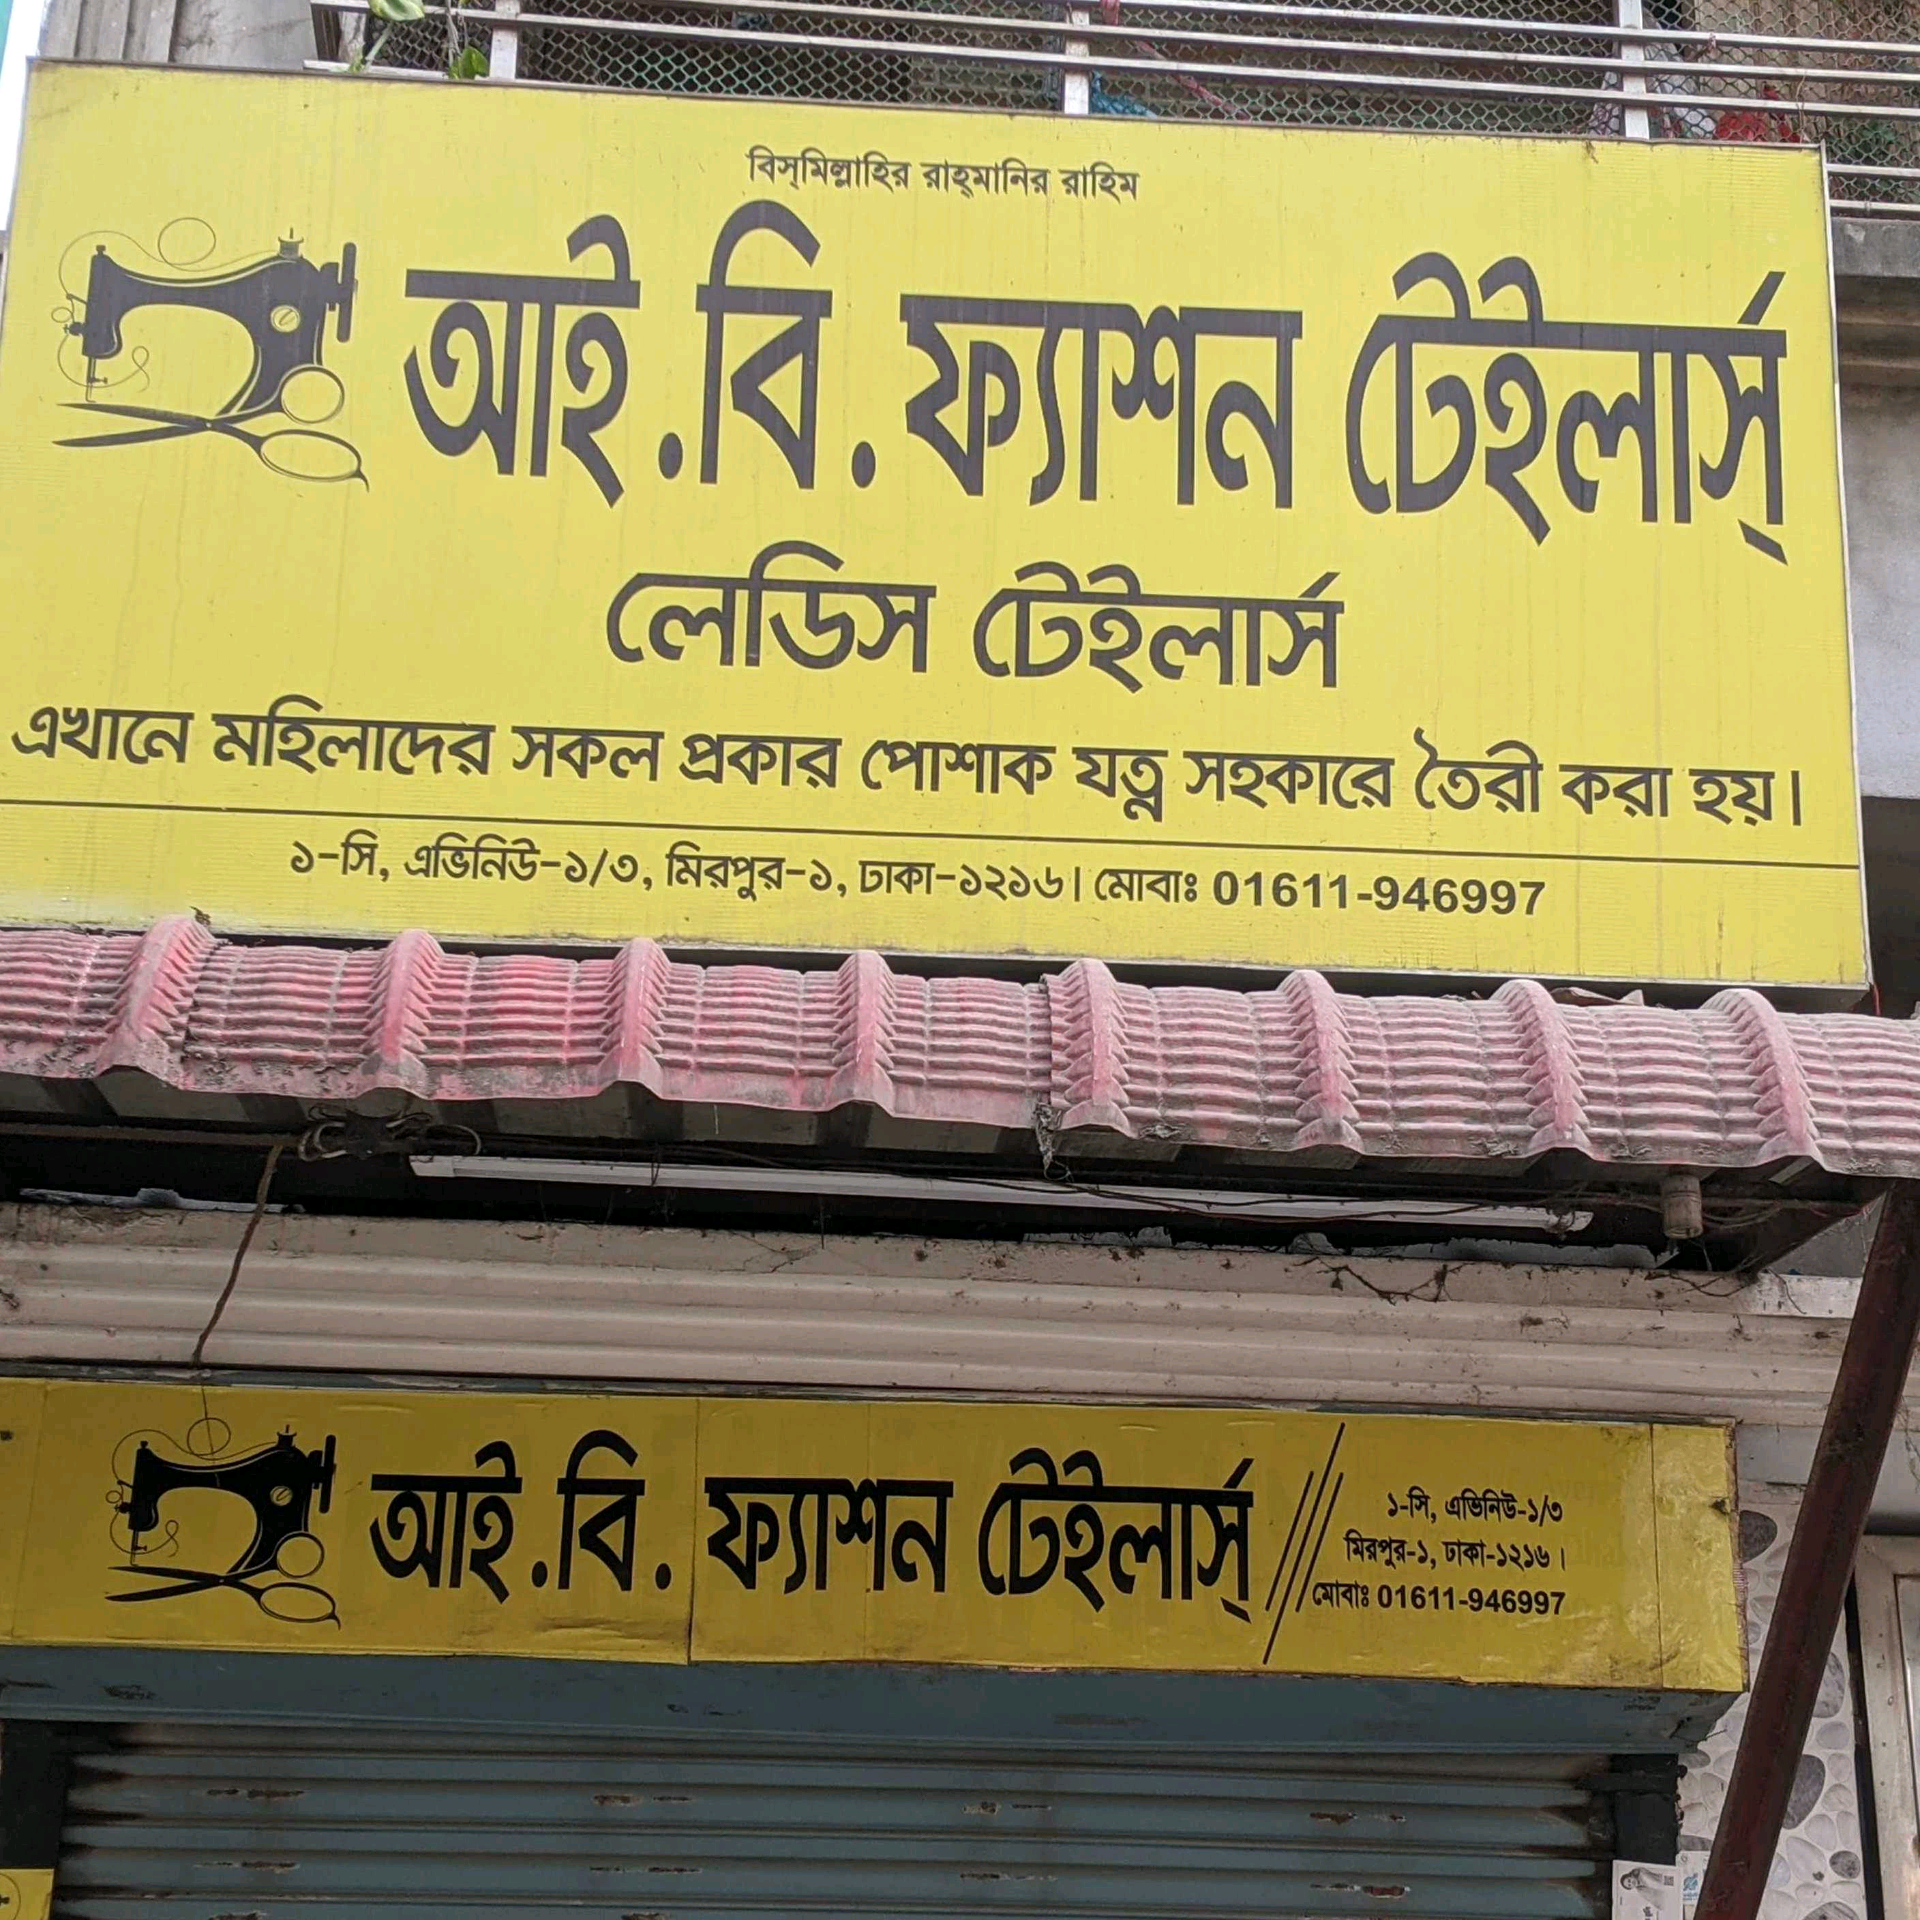 বিস্‌মিল্লাহির রাহ্‌মানির রাহিম
আই.বি. ফ্যাশন টেইলার্স্
লেডিস টেইলার্স
এখানে মহিলাদের সকল প্রকার পোশাক যত্ন সহকারে তৈরী করা হয়।
১-সি, এভিনিউ-১/৩, মিরপুর-১, ঢাকা-১২১৬। মোবাঃ 01611-946997
আই.বি. ফ্যাশন টেইলার্স্
১-সি, এভিনিউ-১/৩
মিরপুর-১, ঢাকা-১২১৬।
মোবাঃ 01611-946997